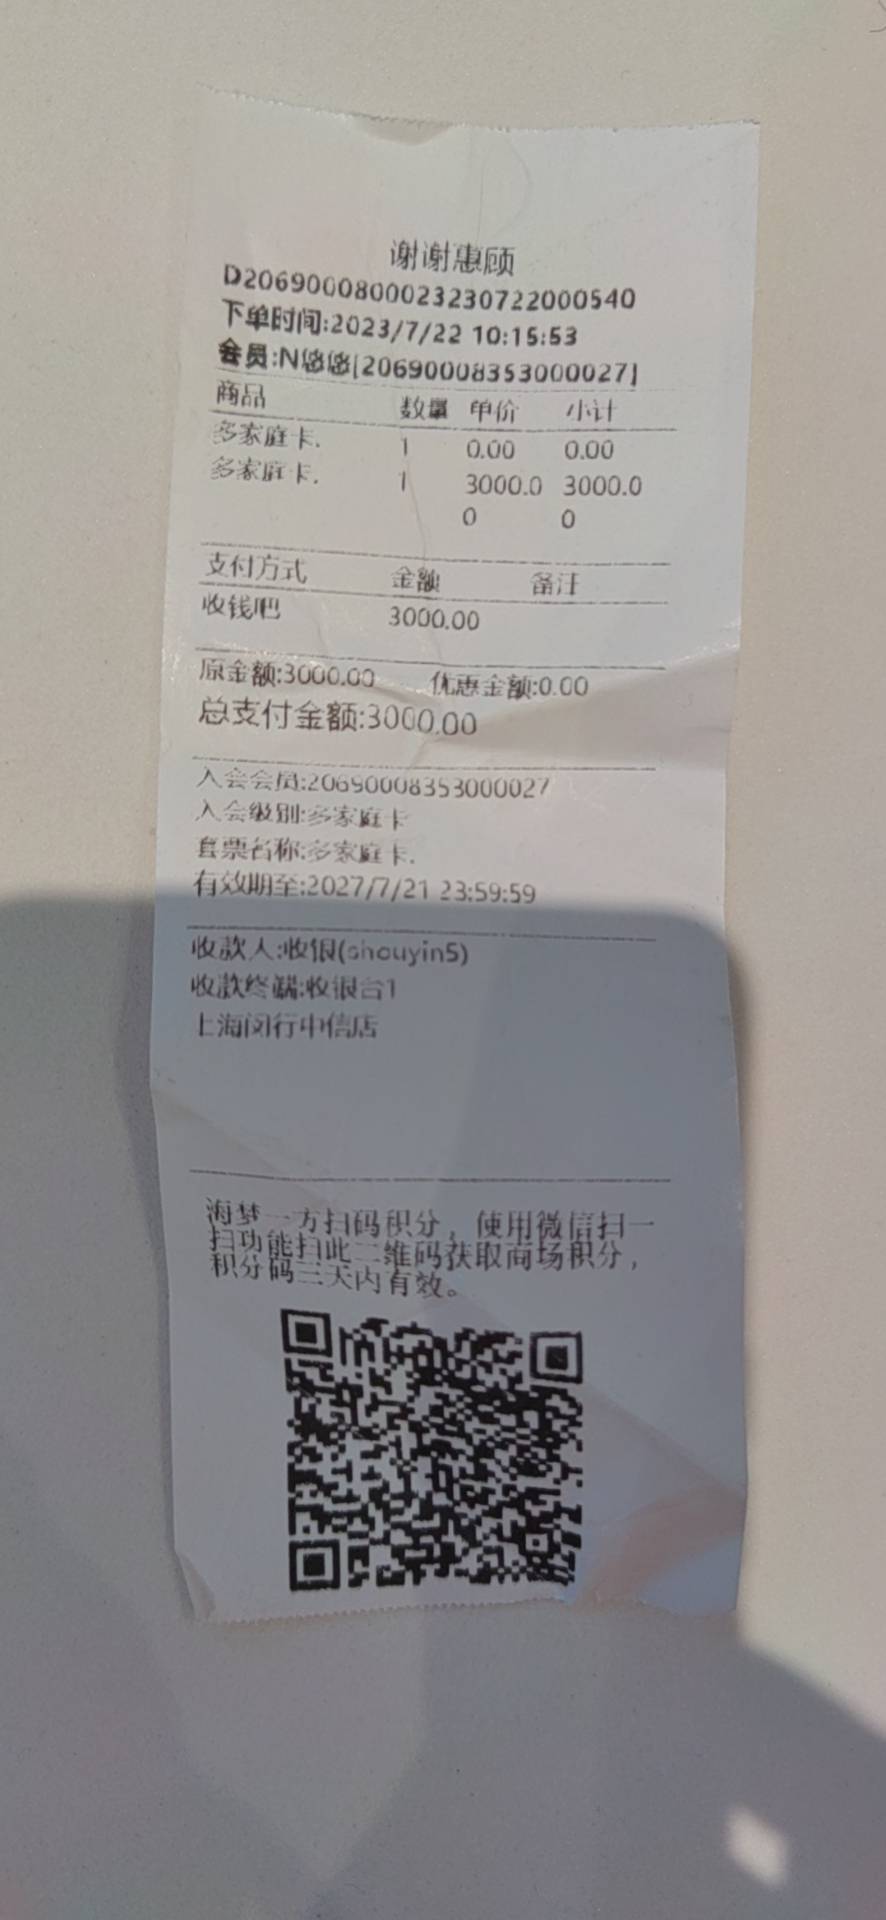 谢谢惠顾
D2069000800023230722000540
下单时间:2023/7/22 10:15:53
会员:N悠悠[20690008353000027]
商品 数量 单价 小计
多家庭卡. 1 0.00 0.00
多家庭卡. 1 3000.0 3000.0
0 0
支付方式 金额 备注
收钱吧 3000.00
原金额:3000.00 优惠金额:0.00
总支付金额:3000.00
入会会员:20690008353000027
入会级别:多家庭卡
套票名称:多家庭卡.
有效期至:2027/7/21 23:59:59
收款人:收银(shouyin5)
收款终端:收银台1
上海闵行中信店
海梦一方扫码积分，使用微信扫一
扫功能扫此二维码获取商场积分，
积分码三天内有效。